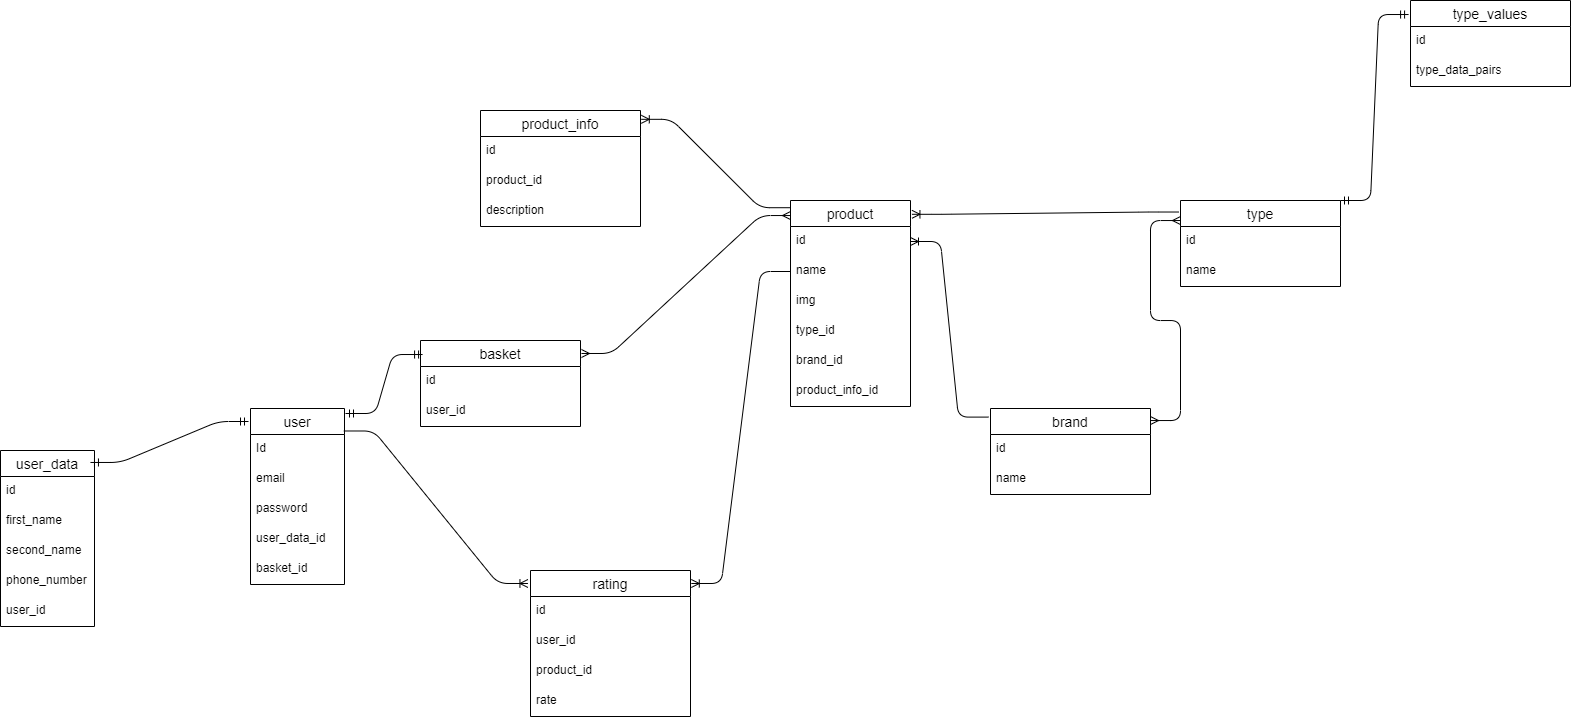 type_values
id
type_data_pairs
product_info
id
product_id
description
product
id
name
img
type_id
brand_id
product_info_id
type
id
name
basket
id
user_id
user
Id
email
password
user_data_id
basket_id
brand
id
name
user_data
id
first_name
second_name
phone_number
user_id
rating
id
user_id
product_id
rate